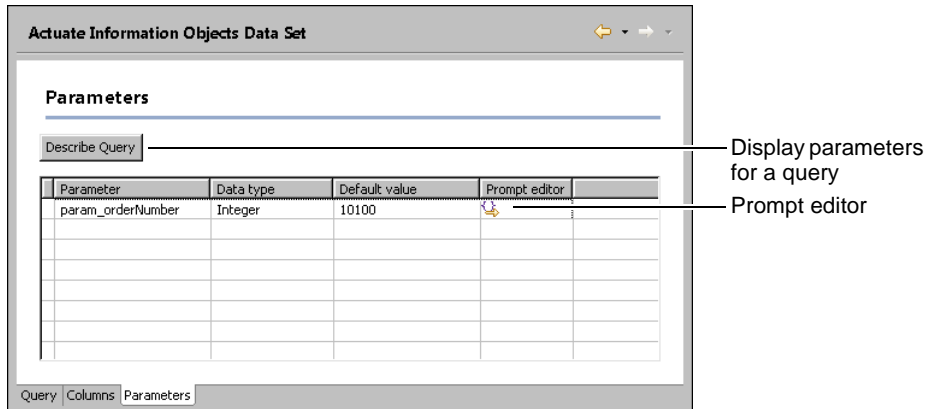 Actuate Information Objects Data Set
Parameters
Describe Query
Display parameters
for a query
Parameter Data type Default value Prompt editor
param_orderNumber Integer 10100
Prompt editor
Query Columns Parameters